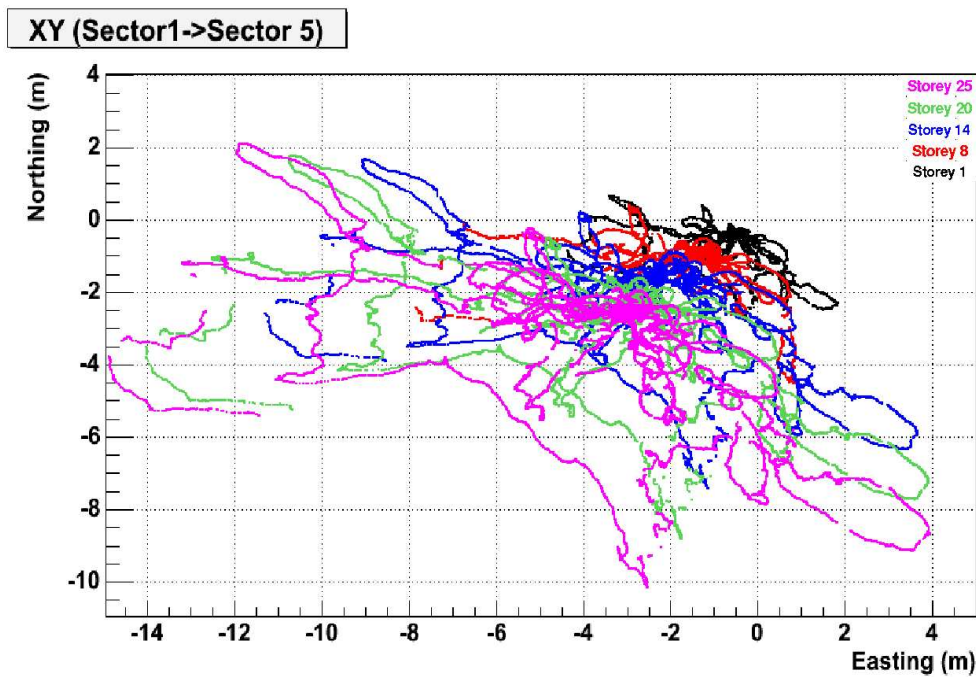 XY (Sector1->Sector 5)
Northing (m)
4
2
0
-2
-4
-6
-8
-10
Storey 25
Storey 20
Storey 14
Storey 8
Storey 1
-14 -12 -10 -8 -6 -4 -2 0 2 4
Easting (m)